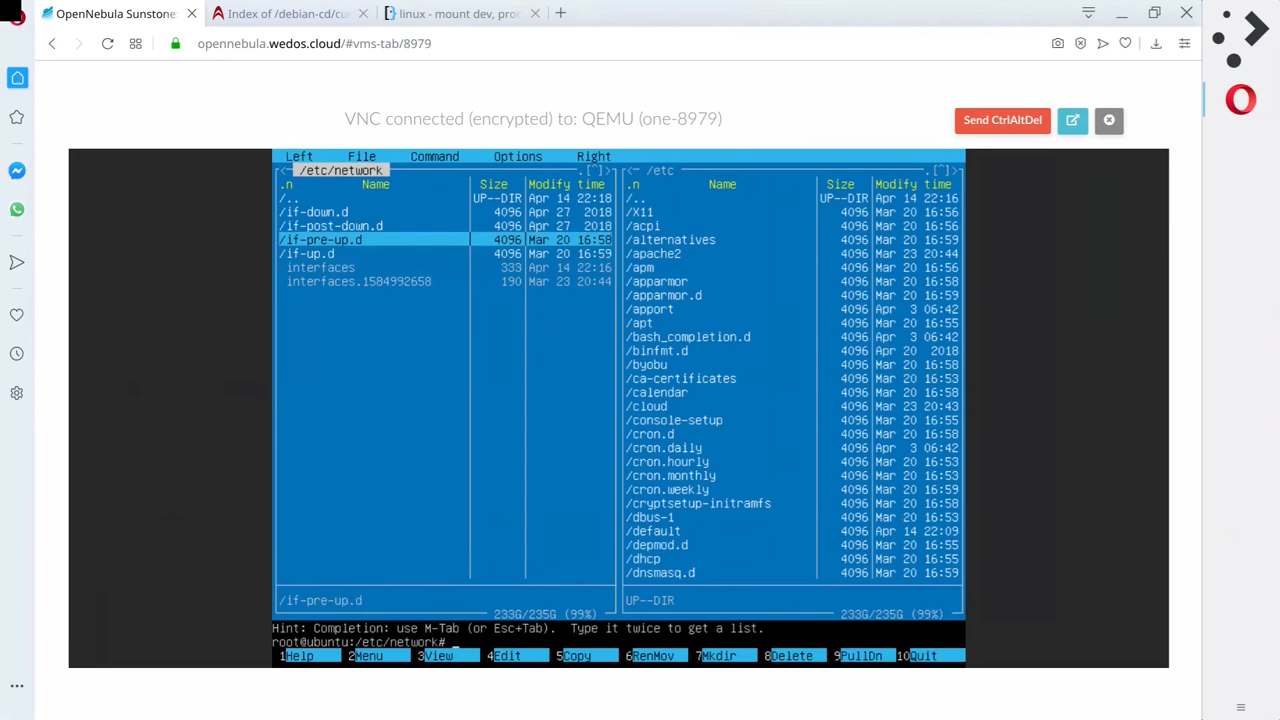 OpenNebula Sunstone:
Index of /debian-cd/cu
linux - mount dev, pro
opennebula.wedos.cloud/#vms-tab/8979
VNC connected (encrypted) to: QEMU (one-8979)
Send CtrlAltDel
Left File Command Options Right
/etc/network .[^]> /etc .[^]>
.n Name Size Modify time .n Name Size Modify time
/.. UP--DIR Apr 14 22:18 /.. UP--DIR Apr 14 22:16
/if-down.d 4096 Apr 27 2018 /X11 4096 Mar 20 16:56
/if-post-down.d 4096 Apr 27 2018 /acpi 4096 Mar 20 16:56
/if-pre-up.d 4096 Mar 20 16:58 /alternatives 4096 Mar 20 16:59
/if-up.d 4096 Mar 20 16:59 /apache2 4096 Mar 23 20:44
interfaces 333 Apr 14 22:16 /apm 4096 Mar 20 16:56
interfaces.1584992658 190 Mar 23 20:44 /apparmor 4096 Mar 20 16:58
/apparmor.d 4096 Mar 20 16:59
/apport 4096 Apr 3 06:42
/apt 4096 Mar 20 16:55
/bash_completion.d 4096 Apr 3 06:42
/binfmt.d 4096 Apr 20 2018
/byobu 4096 Mar 20 16:58
/ca-certificates 4096 Mar 20 16:53
/calendar 4096 Mar 20 16:58
/cloud 4096 Mar 23 20:43
/console-setup 4096 Mar 20 16:55
/cron.d 4096 Mar 20 16:58
/cron.daily 4096 Apr 3 06:42
/cron.hourly 4096 Mar 20 16:53
/cron.monthly 4096 Mar 20 16:53
/cron.weekly 4096 Mar 20 16:59
/cryptsetup-initramfs 4096 Mar 20 16:58
/dbus-1 4096 Mar 20 16:53
/default 4096 Apr 14 22:09
/depmod.d 4096 Mar 20 16:55
/dhcp 4096 Mar 20 16:55
/dnsmasq.d 4096 Mar 20 16:59
/if-pre-up.d UP--DIR
233G/235G (99%) 233G/235G (99%)
Hint: Completion: use M-Tab (or Esc+Tab). Type it twice to get a list.
root@ubuntu:/etc/network# _
1Help 2Menu 3View 4Edit 5Copy 6RenMov 7Mkdir 8Delete 9PullDn 10Quit